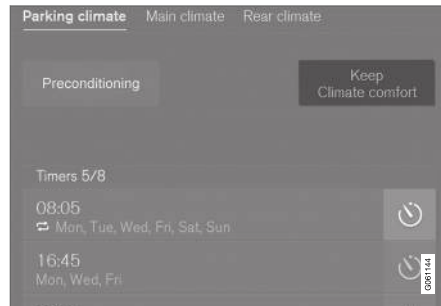 Parking climate Main climate Rear climate
Preconditioning
Keep
Climate comfort
Timers 5/8
08:05
Mon, Tue, Wed, Fri, Sat, Sun
16:45
Mon, Wed, Fri
G061144